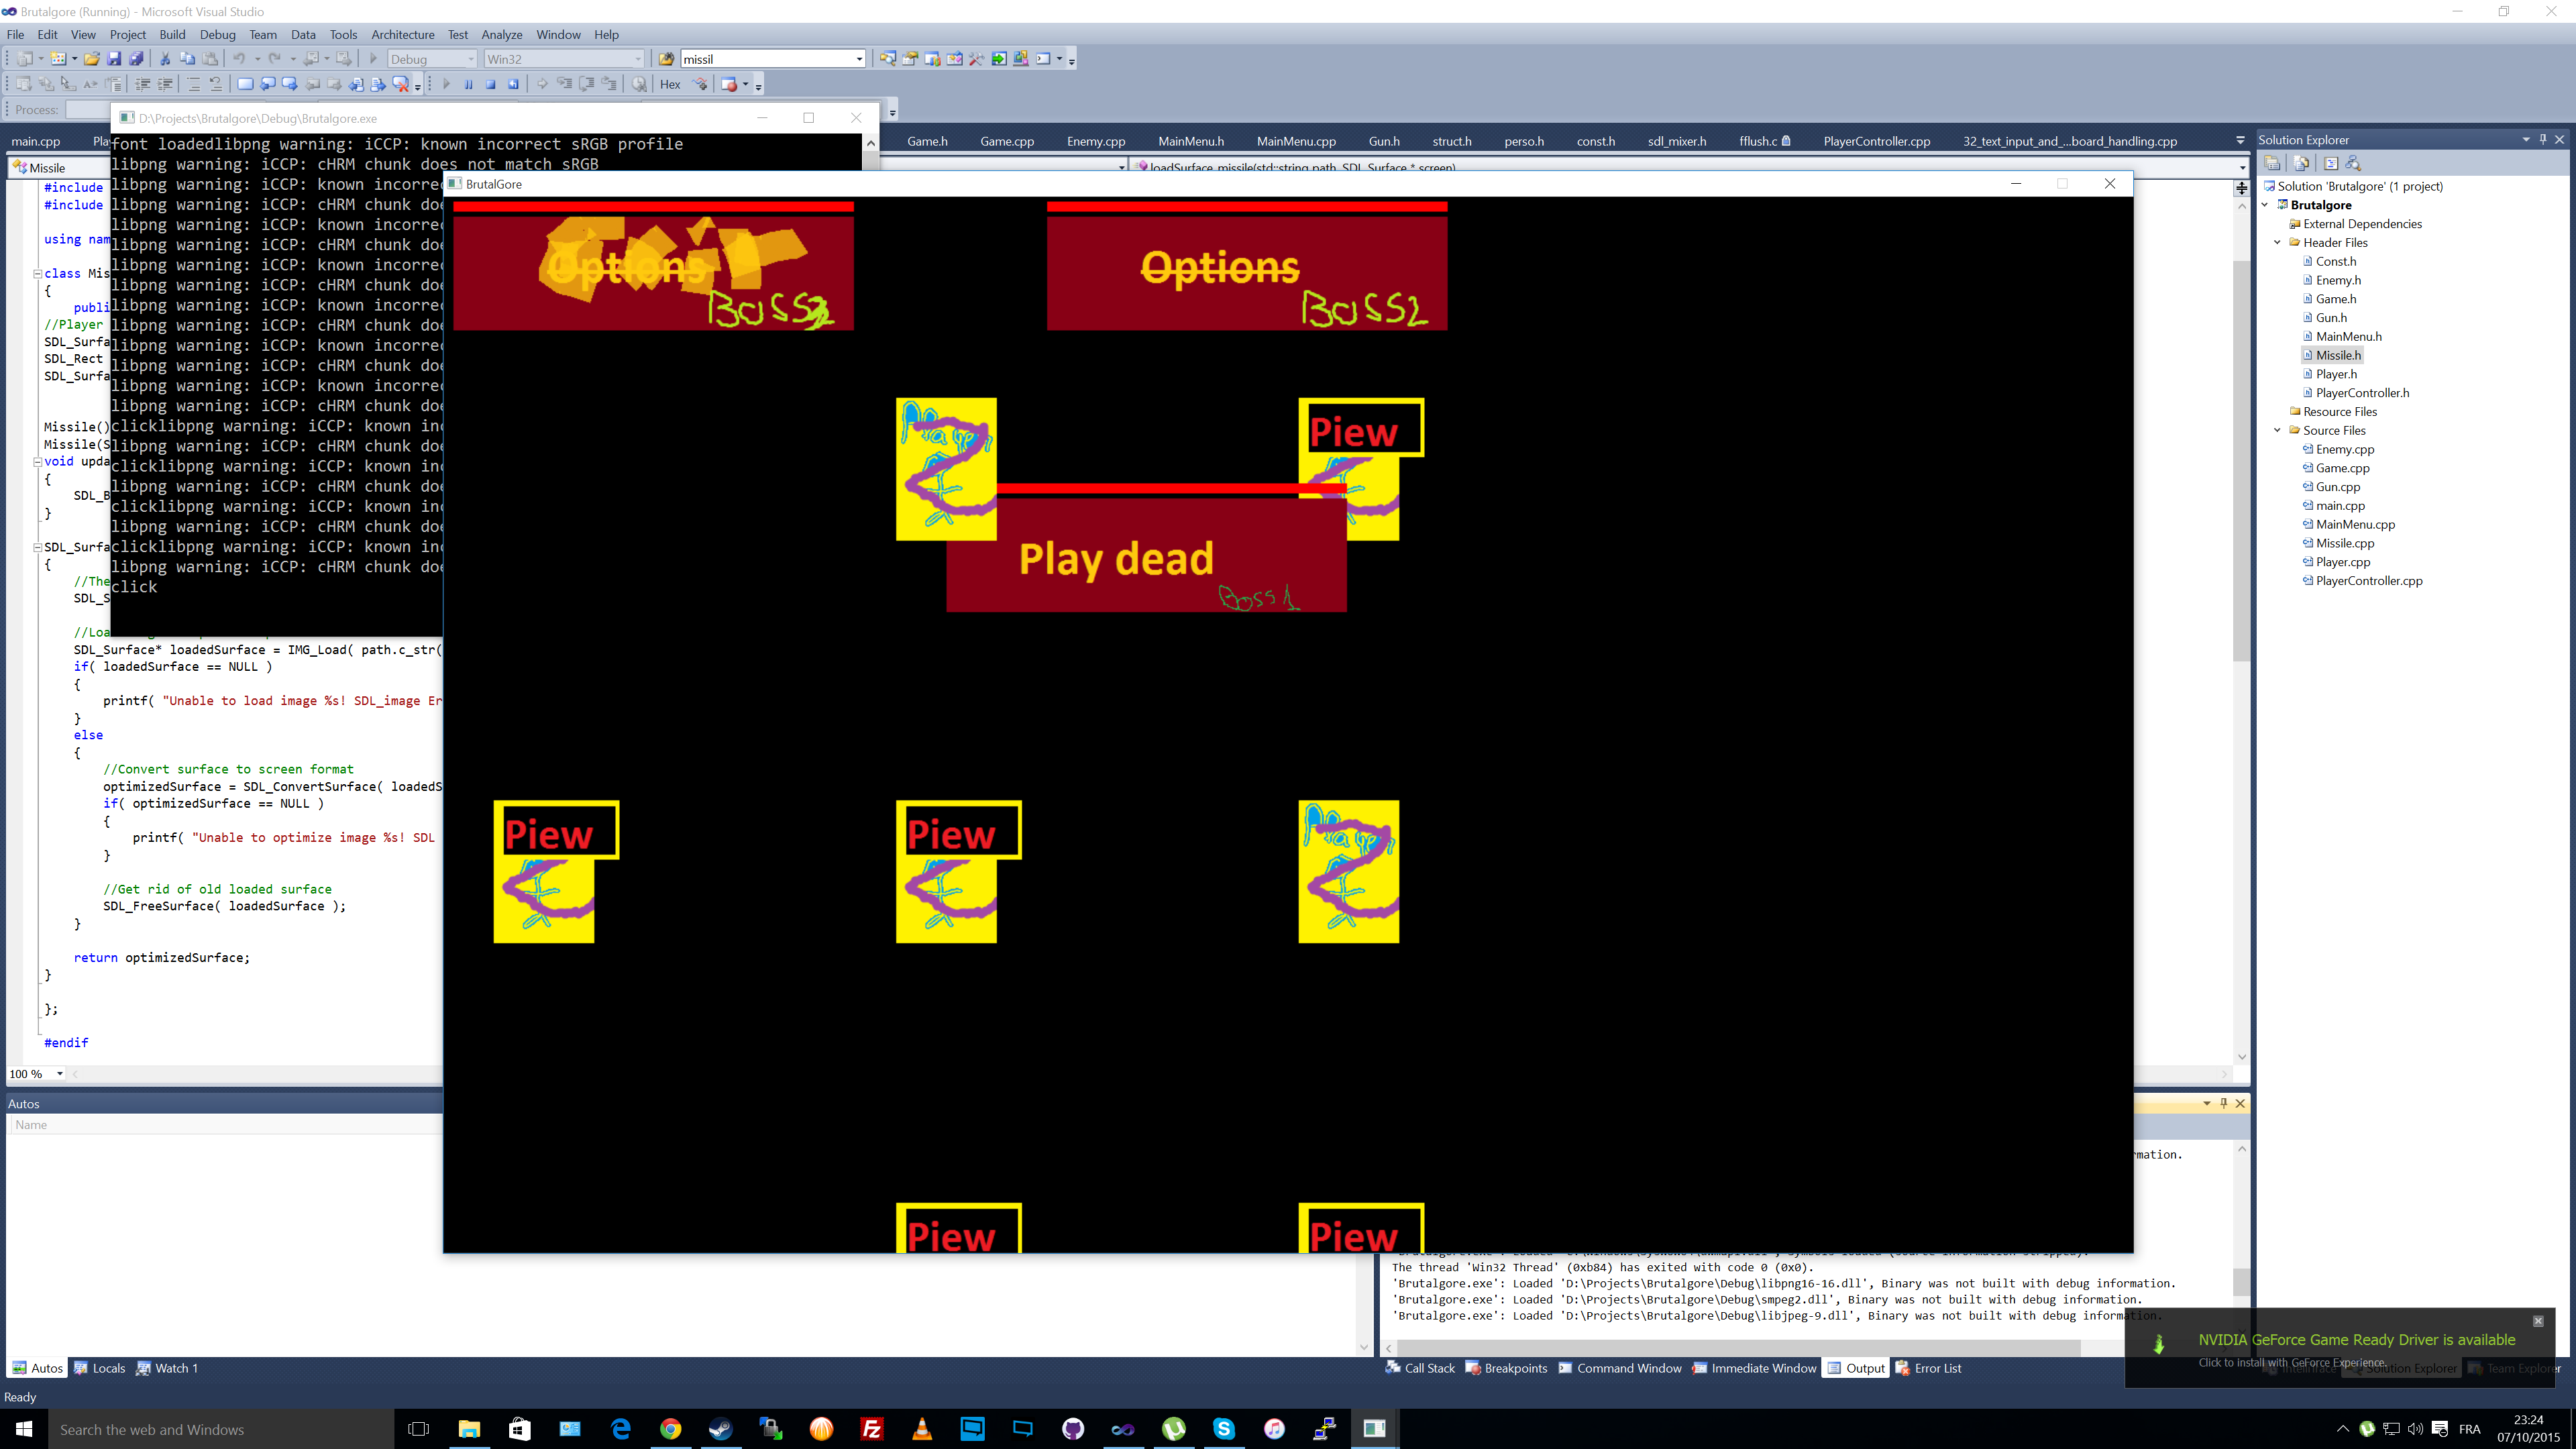 Brutalgore (Running) - Microsoft Visual Studio
File Edit View Project Build Debug Team Data Tools Architecture Test Analyze Window Help
Debug Win32 missil
Hex
Process:
D:\Projects\Brutalgore\Debug\Brutalgore.exe
main.cpp Game.h Game.cpp Enemy.cpp MainMenu.h MainMenu.cpp Gun.h struct.h perso.h const.h sdl_mixer.h fflush.c PlayerController.cpp 32_text_input_and_...board_handling.cpp
Missile
loadSurface_missile(std::string path, SDL_Surface * screen)
font loadedlibpng warning: iCCP: known incorrect sRGB profile
libpng warning: iCCP: cHRM chunk does not match sRGB
libpng warning: iCCP: known incorrec
libpng warning: iCCP: cHRM chunk doe
libpng warning: iCCP: known incorrec
libpng warning: iCCP: cHRM chunk doe
libpng warning: iCCP: known incorrec
libpng warning: iCCP: cHRM chunk doe
libpng warning: iCCP: known incorrec
libpng warning: iCCP: cHRM chunk doe
libpng warning: iCCP: known incorrec
libpng warning: iCCP: cHRM chunk doe
libpng warning: iCCP: known incorrec
libpng warning: iCCP: cHRM chunk doe
clicklibpng warning: iCCP: known inc
libpng warning: iCCP: cHRM chunk doe
clicklibpng warning: iCCP: known inc
libpng warning: iCCP: cHRM chunk doe
clicklibpng warning: iCCP: known inc
libpng warning: iCCP: cHRM chunk doe
clicklibpng warning: iCCP: known inc
libpng warning: iCCP: cHRM chunk doe
click
#include
#include
using nam
class Mis
{
publi
//Player
SDL_Surfa
SDL_Rect
SDL_Surfa
Missile()
Missile(S
void upda
{
SDL_B
}
SDL_Surfa
{
//The
SDL_S
//Loa
SDL_Surface* loadedSurface = IMG_Load( path.c_str(
if( loadedSurface == NULL )
{
printf( "Unable to load image %s! SDL_image Er
}
else
{
//Convert surface to screen format
optimizedSurface = SDL_ConvertSurface( loadedS
if( optimizedSurface == NULL )
{
printf( "Unable to optimize image %s! SDL
}
//Get rid of old loaded surface
SDL_FreeSurface( loadedSurface );
}
return optimizedSurface;
}
};
#endif
100 %
BrutalGore
Options
Boss2
Options
Boss2
Piew
Play dead
Boss1
Piew
Piew
Piew
Piew
Solution Explorer
Solution 'Brutalgore' (1 project)
Brutalgore
External Dependencies
Header Files
Const.h
Enemy.h
Game.h
Gun.h
MainMenu.h
Missile.h
Player.h
PlayerController.h
Resource Files
Source Files
Enemy.cpp
Game.cpp
Gun.cpp
main.cpp
MainMenu.cpp
Missile.cpp
Player.cpp
PlayerController.cpp
Autos
Name
rmation.
The thread 'Win32 Thread' (0xb84) has exited with code 0 (0x0).
'Brutalgore.exe': Loaded 'D:\Projects\Brutalgore\Debug\libpng16-16.dll', Binary was not built with debug information.
'Brutalgore.exe': Loaded 'D:\Projects\Brutalgore\Debug\smpeg2.dll', Binary was not built with debug information.
'Brutalgore.exe': Loaded 'D:\Projects\Brutalgore\Debug\libjpeg-9.dll', Binary was not built with debug information.
NVIDIA GeForce Game Ready Driver is available
Click to install with GeForce Experience.
Autos Locals Watch 1
Call Stack Breakpoints Command Window Immediate Window Output Error List
Solution Explorer Team Explorer
Ready
Search the web and Windows
FRA
23:24
07/10/2015